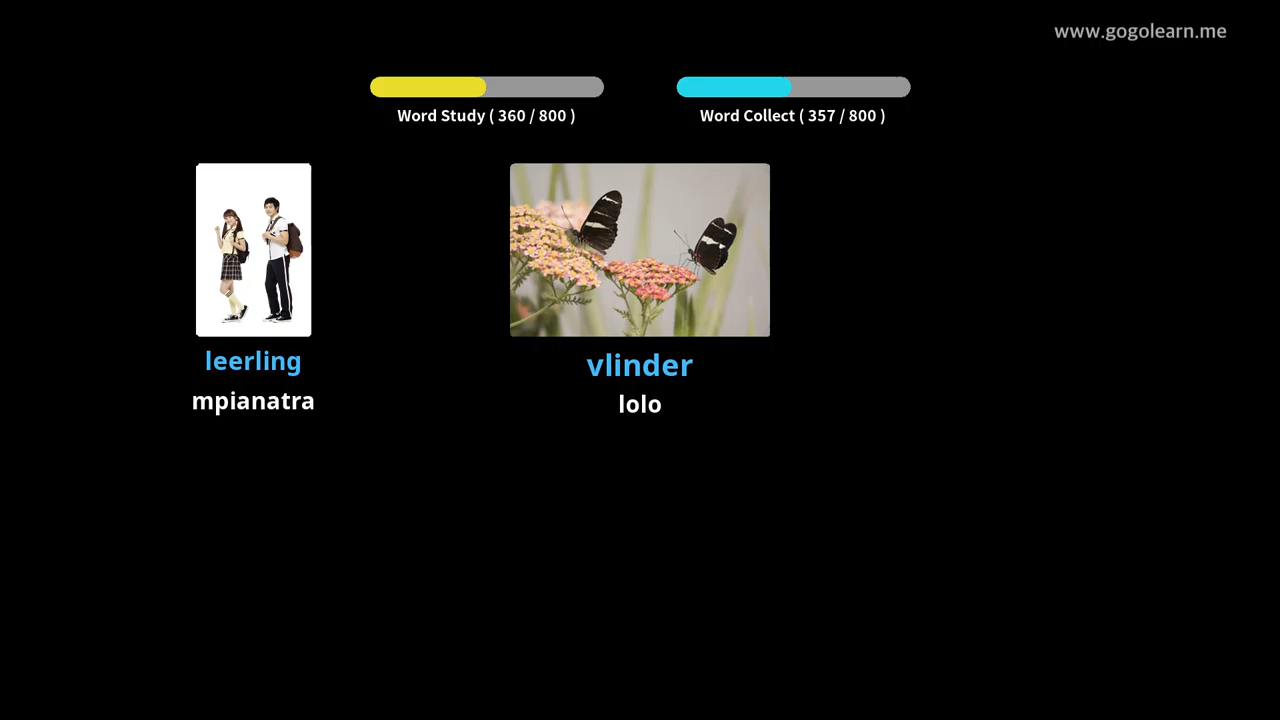 www.gogolearn.me
Word Study ( 360 / 800 )
Word Collect ( 357 / 800 )
leerling
mpianatra
vlinder
lolo